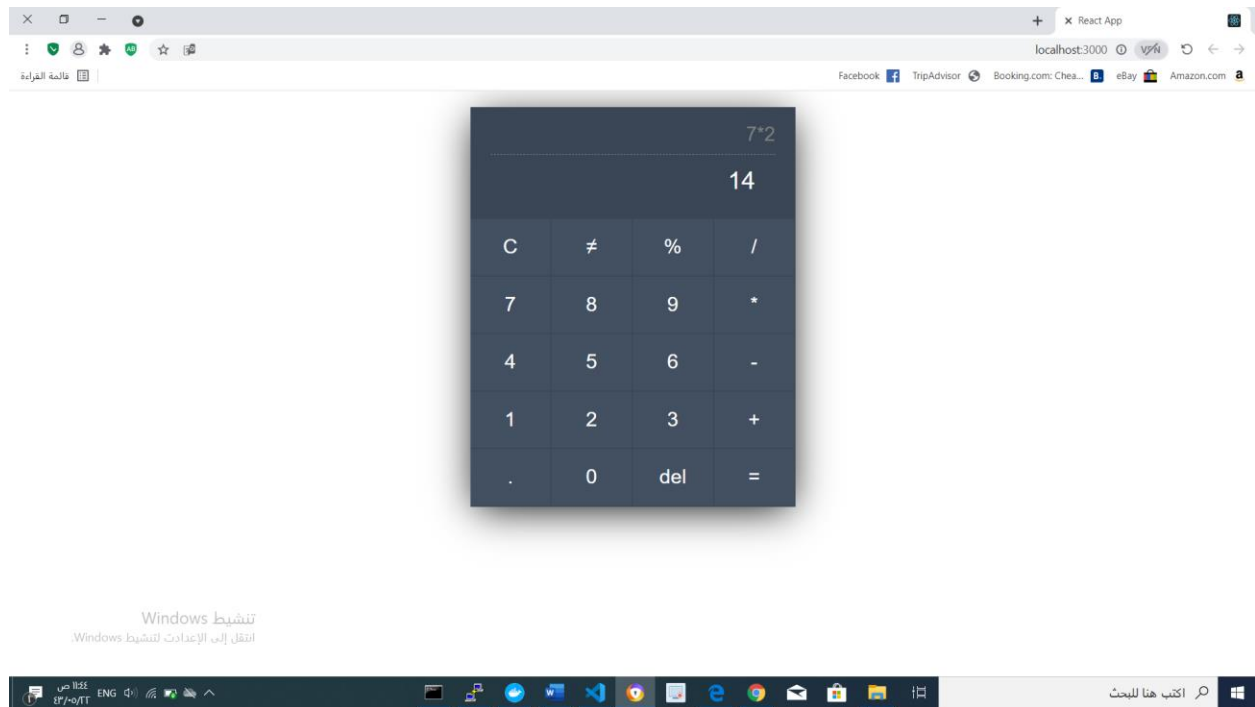 React App
localhost:3000
VPN
Amazon.com
eBay
Booking.com: Chea...
TripAdvisor
Facebook
قائمة القراءة
7*2
14
C ≠ % /
7 8 9 *
4 5 6 -
1 2 3 +
. 0 del =
تنشيط Windows
انتقل إلى الإعدادات لتنشيط Windows.
اكتب هنا للبحث
ENG
١١:٤٤ ص